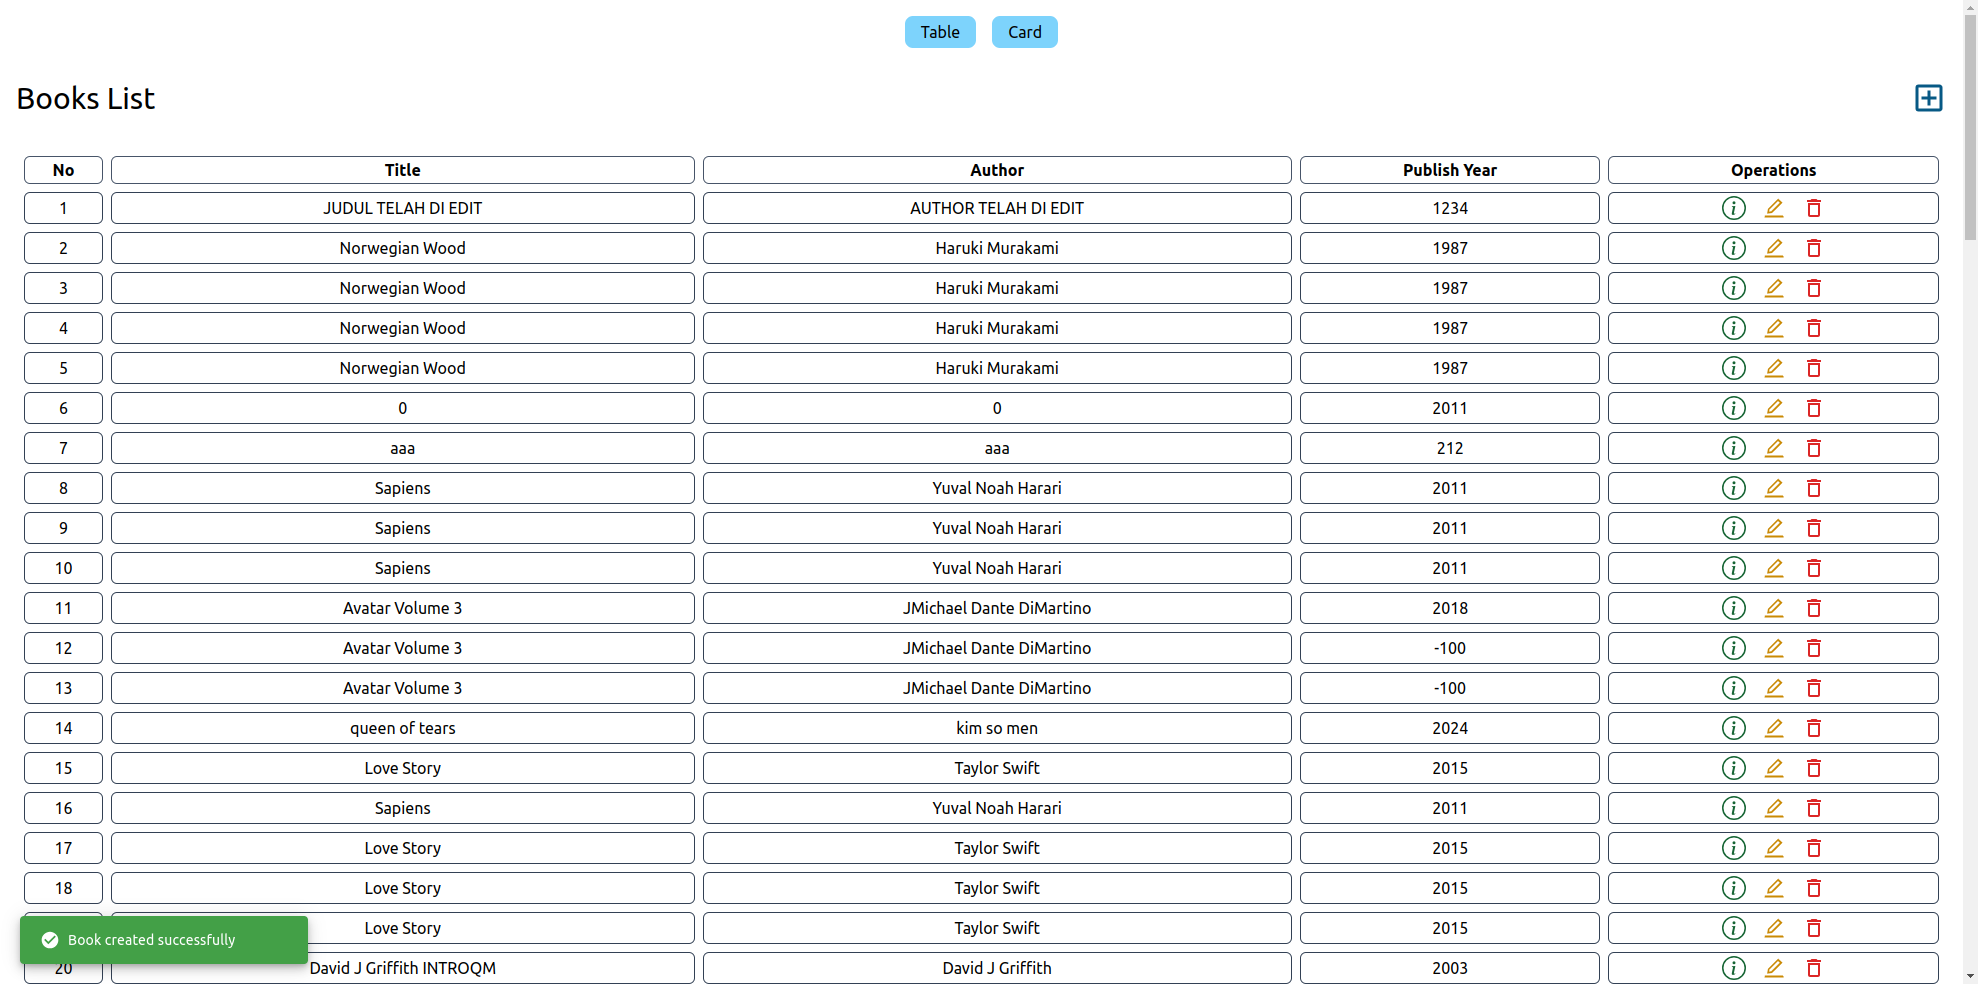 Table Card
Books List
No Title Author Publish Year Operations
1 JUDUL TELAH DI EDIT AUTHOR TELAH DI EDIT 1234
2 Norwegian Wood Haruki Murakami 1987
3 Norwegian Wood Haruki Murakami 1987
4 Norwegian Wood Haruki Murakami 1987
5 Norwegian Wood Haruki Murakami 1987
6 0 0 2011
7 aaa aaa 212
8 Sapiens Yuval Noah Harari 2011
9 Sapiens Yuval Noah Harari 2011
10 Sapiens Yuval Noah Harari 2011
11 Avatar Volume 3 JMichael Dante DiMartino 2018
12 Avatar Volume 3 JMichael Dante DiMartino -100
13 Avatar Volume 3 JMichael Dante DiMartino -100
14 queen of tears kim so men 2024
15 Love Story Taylor Swift 2015
16 Sapiens Yuval Noah Harari 2011
17 Love Story Taylor Swift 2015
18 Love Story Taylor Swift 2015
Love Story Taylor Swift 2015
Book created successfully
20 David J Griffith INTROQM David J Griffith 2003